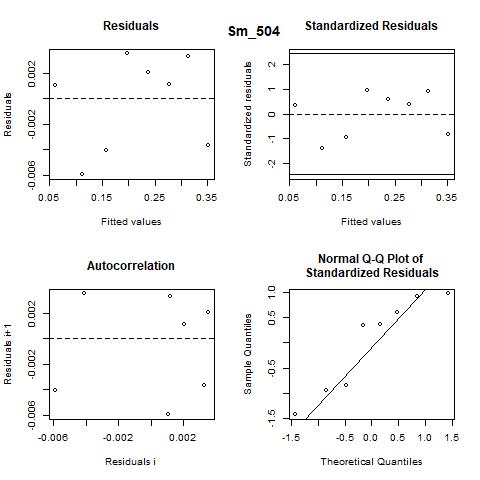 Sm_504
Residuals
Residuals
0.002
-0.002
-0.006
0.05
0.15
0.25
0.35
Fitted values
Standardized Residuals
Standardized residuals
2
1
0
-1
-2
0.05
0.15
0.25
0.35
Fitted values
Autocorrelation
Residuals i+1
0.002
-0.002
-0.006
-0.006
-0.002
0.002
Residuals i
Normal Q-Q Plot of
Standardized Residuals
Sample Quantiles
1.0
0.5
-0.5
-1.5
-1.5
-0.5
0.0
0.5
1.0
1.5
Theoretical Quantiles